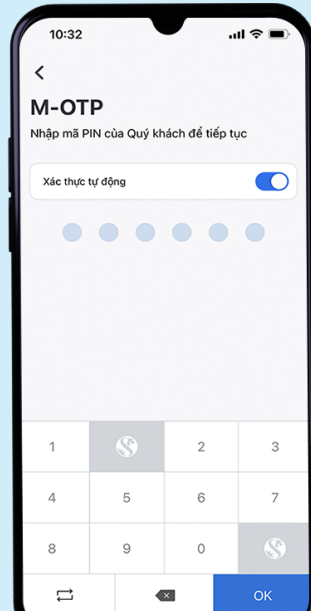 10:32
M-OTP
Nhập mã PIN của Quý khách để tiếp tục
Xác thực tự động
1 2 3
4 5 6 7
8 9 0
OK